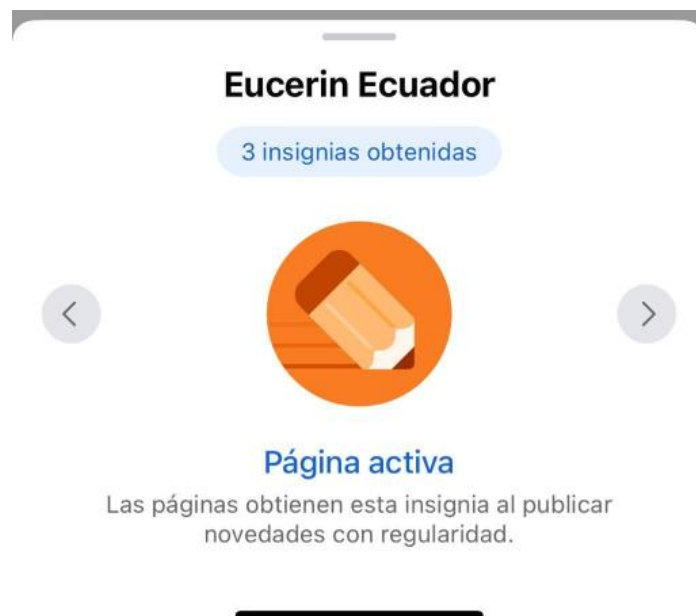 Eucerin Ecuador
3 insignias obtenidas
Página activa
Las páginas obtienen esta insignia al publicar
novedades con regularidad.